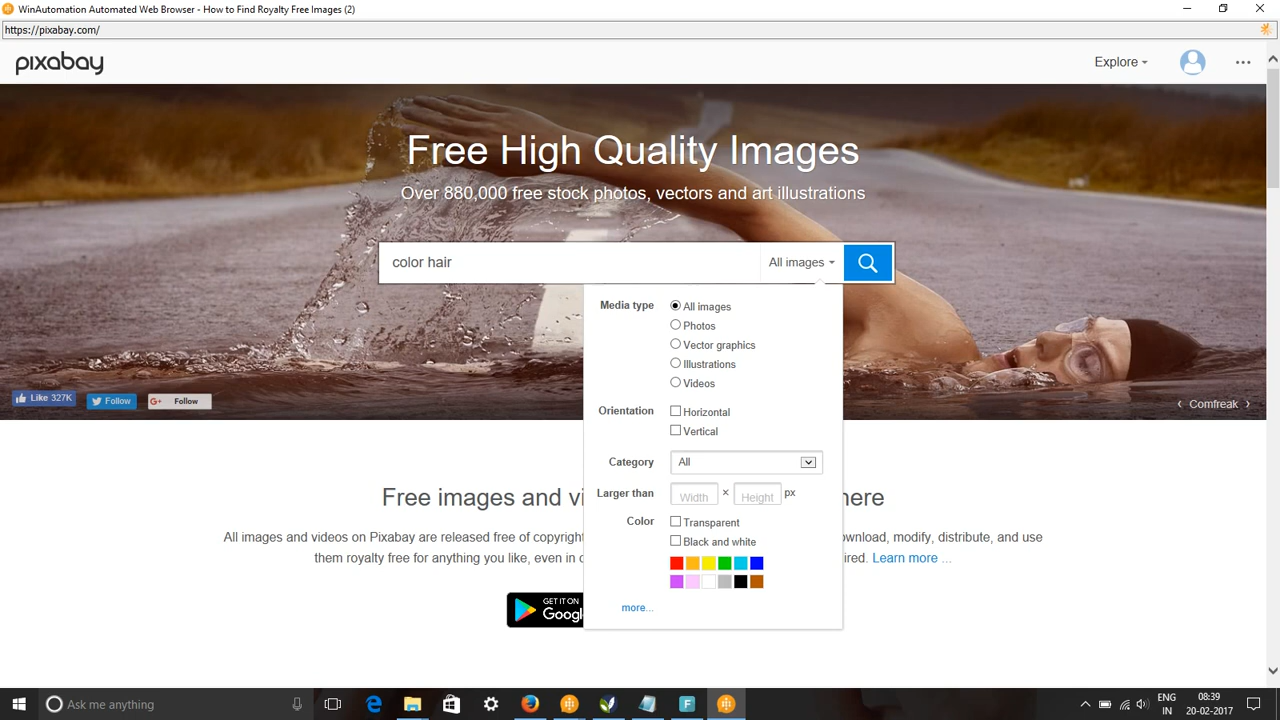 WinAutomation Automated Web Browser - How to Find Royalty Free Images (2)
https://pixabay.com/
pixabay
Explore
Free High Quality Images
Over 880,000 free stock photos, vectors and art illustrations
color hair
All images
Media type
All images
Photos
Vector graphics
Illustrations
Videos
Orientation
Horizontal
Vertical
Category
All
Larger than
Width × Height px
Color
Transparent
Black and white
more...
Like 327K
Follow
G+ Follow
‹ Comfreak ›
Free images and vi
here
All images and videos on Pixabay are released free of copyright
download, modify, distribute, and use
them royalty free for anything you like, even in c
ired. Learn more ...
GET IT ON
Googl
Ask me anything
ENG
IN
08:39
20-02-2017